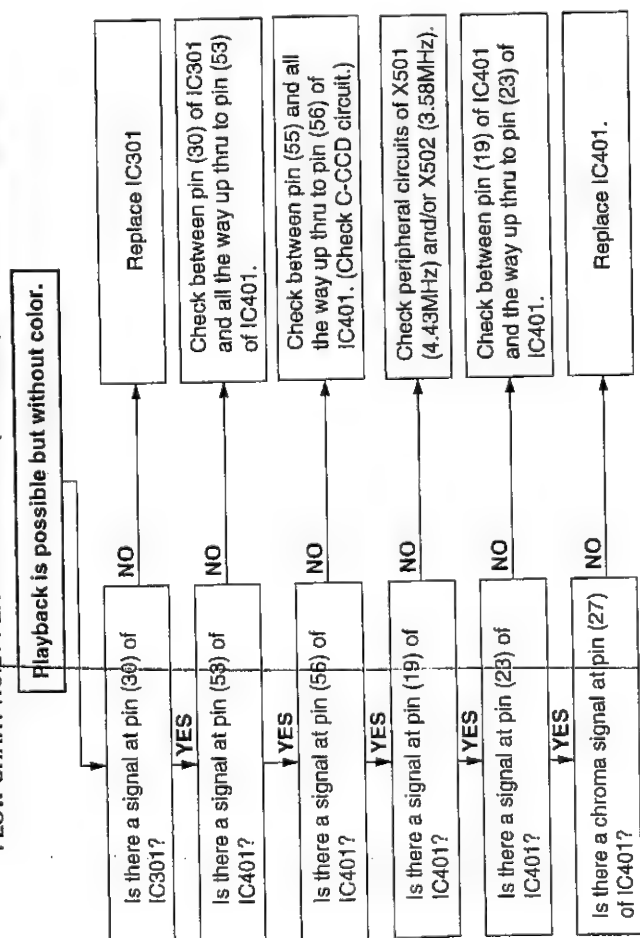 Playback is possible but without color.
Is there a signal at pin (30) of
IC301?
NO
Replace IC301
YES
Is there a signal at pin (53) of
IC401?
NO
Check between pin (30) of IC301
and all the way up thru to pin (53)
of IC401.
YES
Is there a signal at pin (56) of
IC401?
NO
Check between pin (55) and all
the way up thru to pin (56) of
IC401. (Check C-CCD circuit.)
YES
Is there a signal at pin (19) of
IC401?
NO
Check peripheral circuits of X501
(4.43MHz) and/or X502 (3.58MHz).
YES
Is there a signal at pin (23) of
IC401?
NO
Check between pin (19) of IC401
and the way up thru to pin (23) of
IC401.
YES
Is there a chroma signal at pin (27)
of IC401?
NO
Replace IC401.